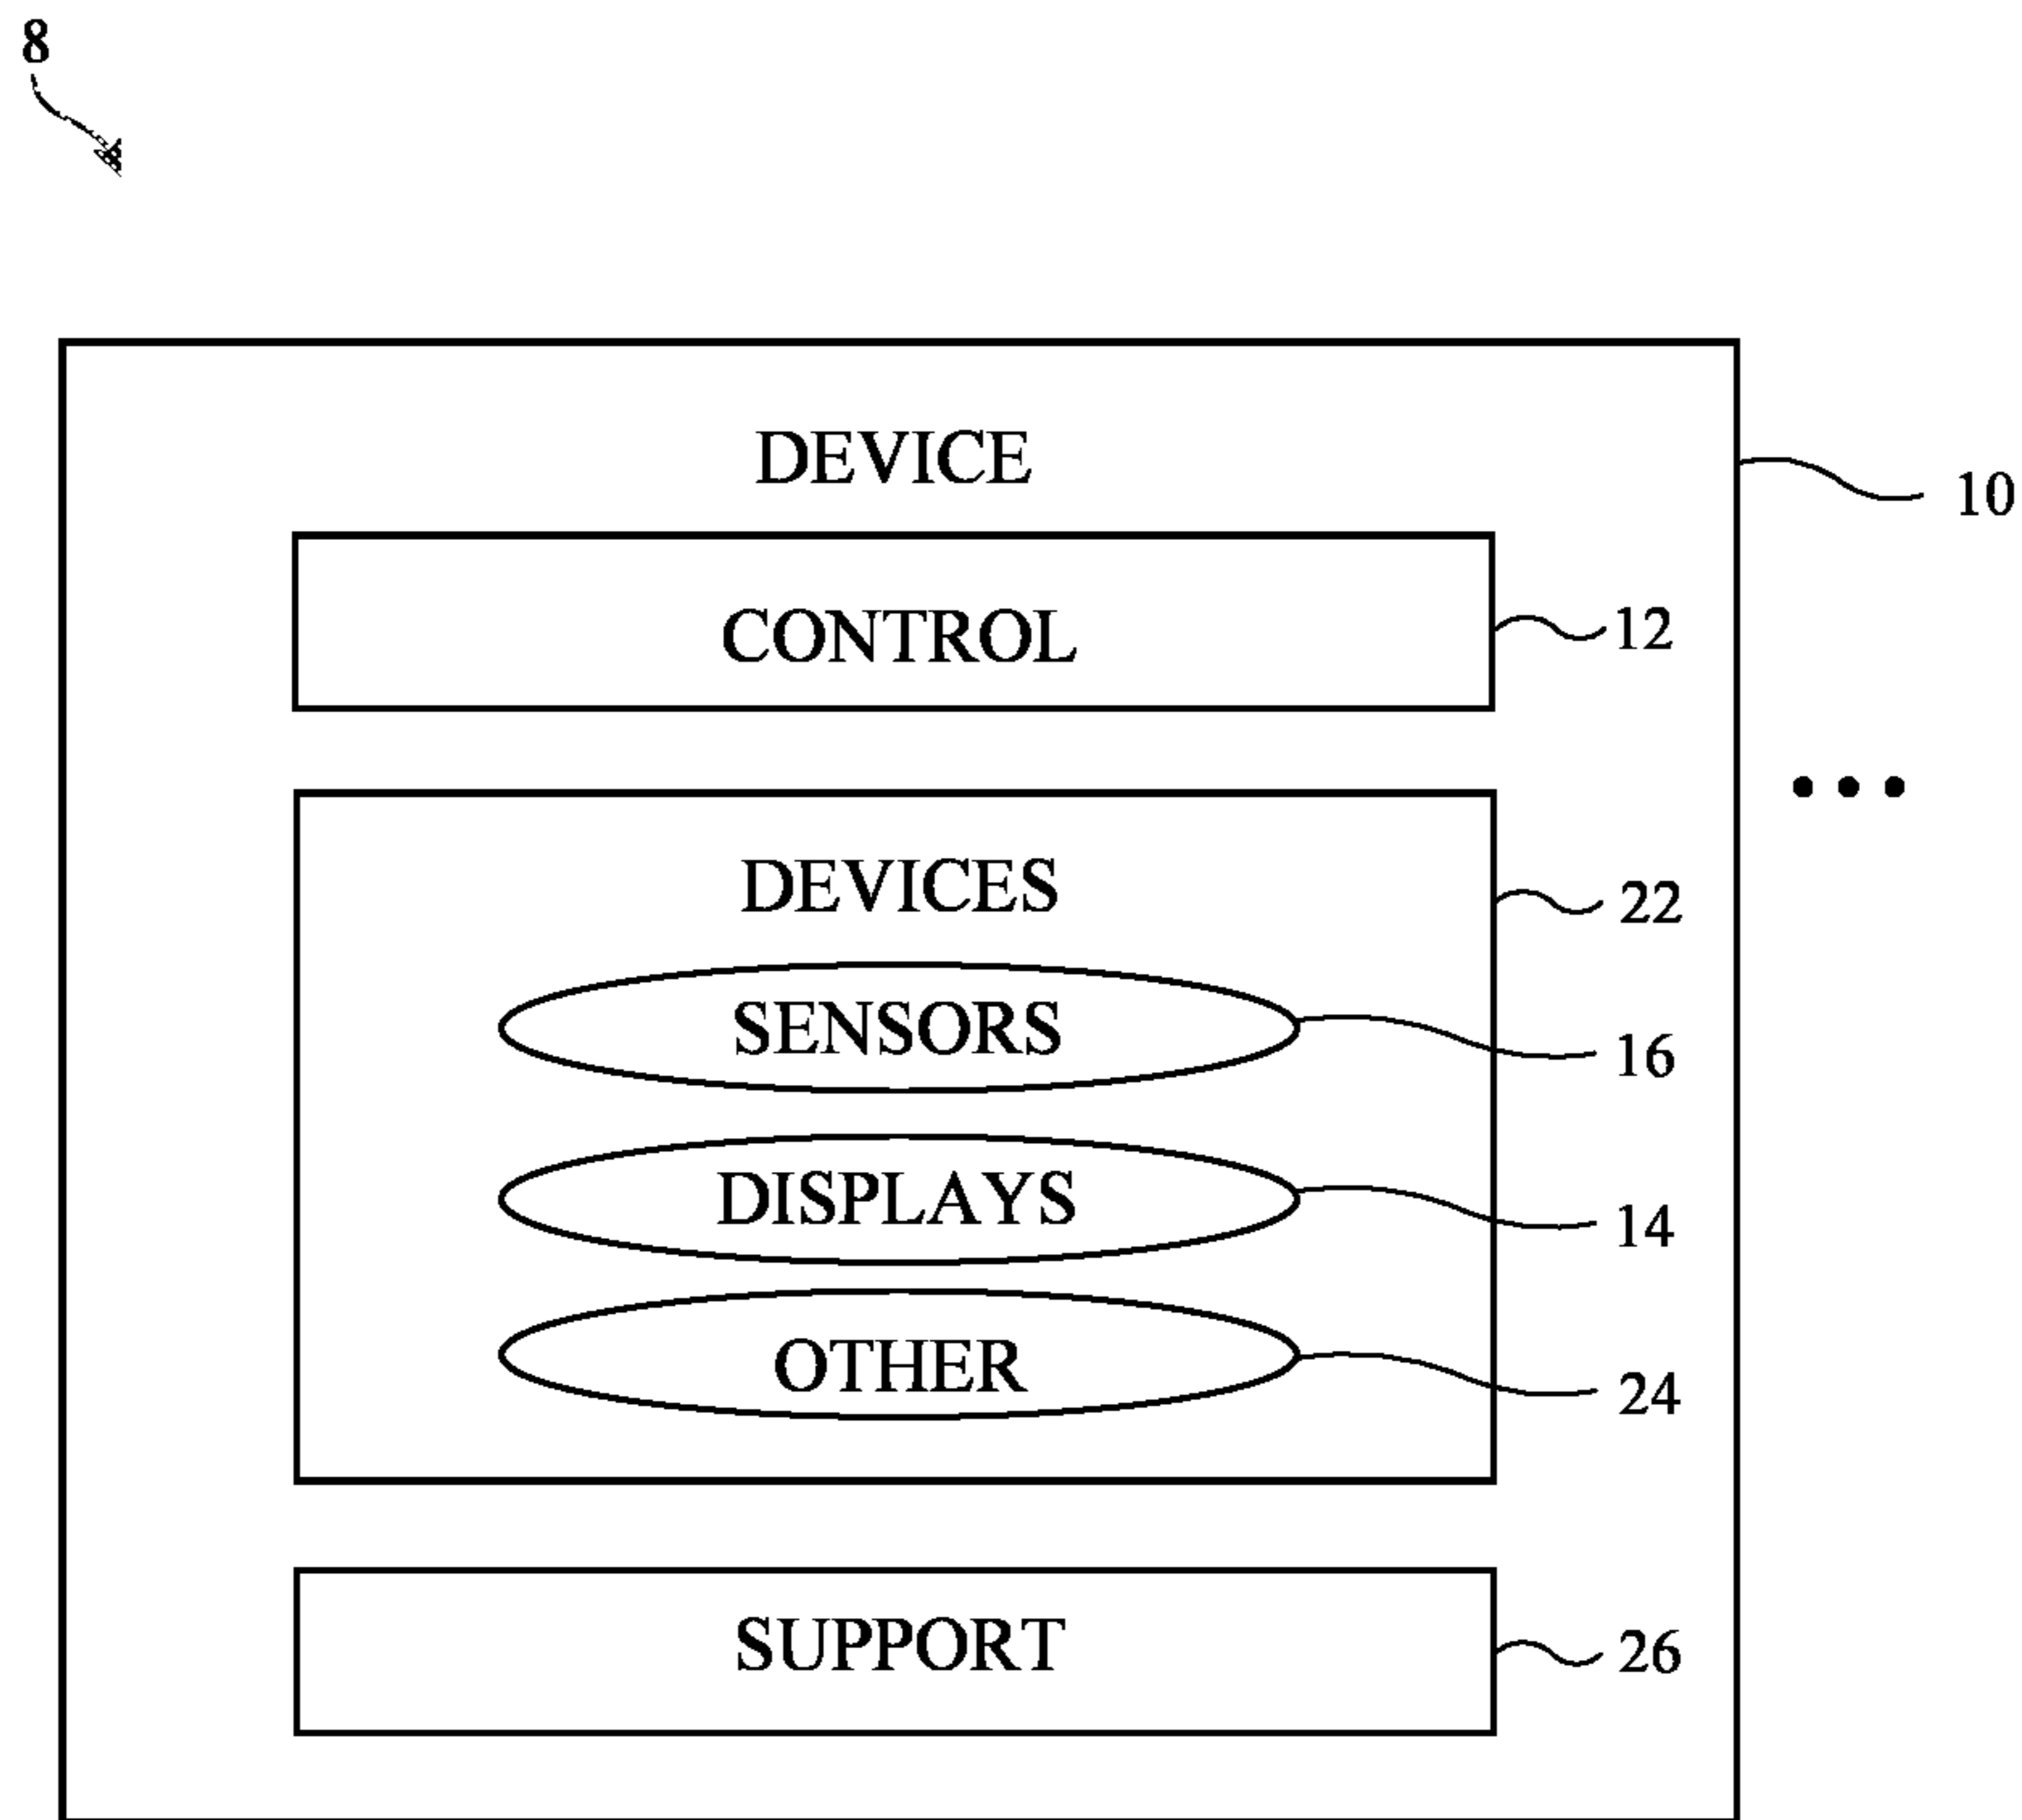 8
DEVICE
10
CONTROL
12
DEVICES
22
SENSORS
16
DISPLAYS
14
OTHER
24
SUPPORT
26